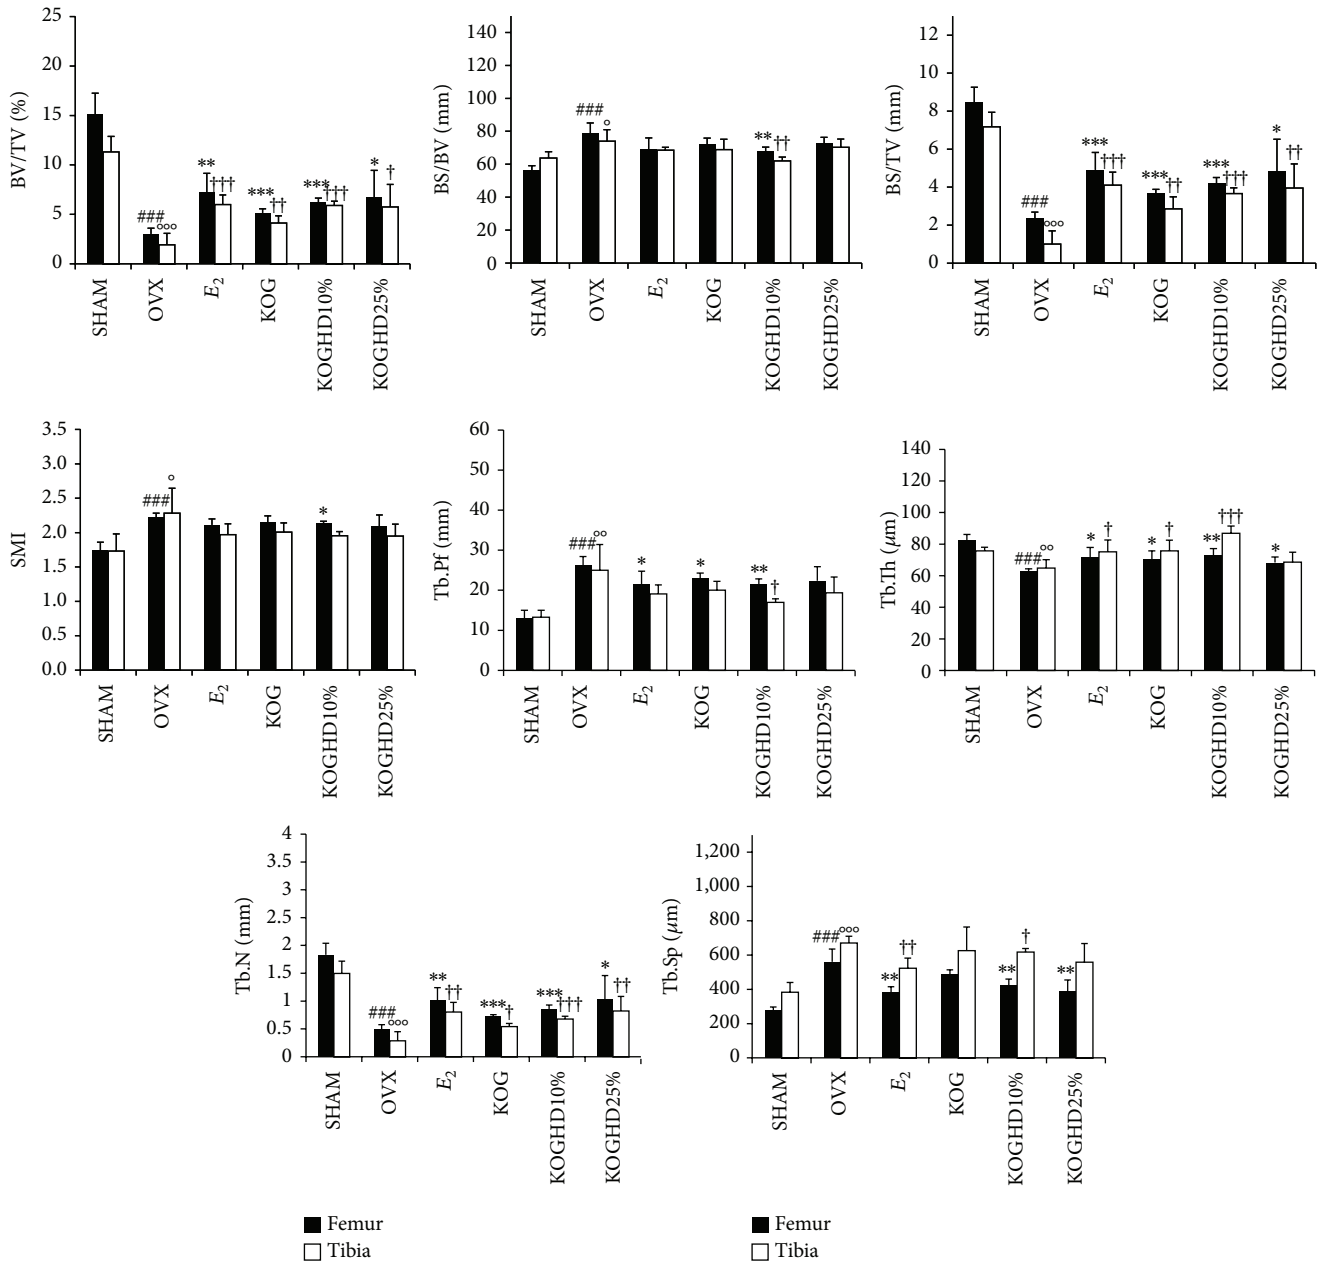 BV/TV (%)
25
20
15
10
5
0
### °°° ** ††† *** †† *** ††† * †
SHAM
OVX
E2
KOG
KOGHD10%
KOGHD25%
BS/BV (mm)
140
120
100
80
60
40
20
0
### ° ** ††
SHAM
OVX
E2
KOG
KOGHD10%
KOGHD25%
BS/TV (mm)
12
10
8
6
4
2
0
### °°° *** ††† *** †† *** ††† * ††
SHAM
OVX
E2
KOG
KOGHD10%
KOGHD25%
SMI
3.5
3.0
2.5
2.0
1.5
1.0
0.5
0.0
### ° *
SHAM
OVX
E2
KOG
KOGHD10%
KOGHD25%
Tb.Pf (mm)
60
50
40
30
20
10
0
### °° * * ** †
SHAM
OVX
E2
KOG
KOGHD10%
KOGHD25%
Tb.Th (μm)
140
120
100
80
60
40
20
0
### °° * † * † ** ††† *
SHAM
OVX
E2
KOG
KOGHD10%
KOGHD25%
Tb.N (mm)
4
3.5
3
2.5
2
1.5
1
0.5
0
### °°° ** †† *** † *** ††† * ††
SHAM
OVX
E2
KOG
KOGHD10%
KOGHD25%
Tb.Sp (μm)
1,200
1,000
800
600
400
200
0
### °°° ** †† ** † **
SHAM
OVX
E2
KOG
KOGHD10%
KOGHD25%
Femur
Tibia
Femur
Tibia